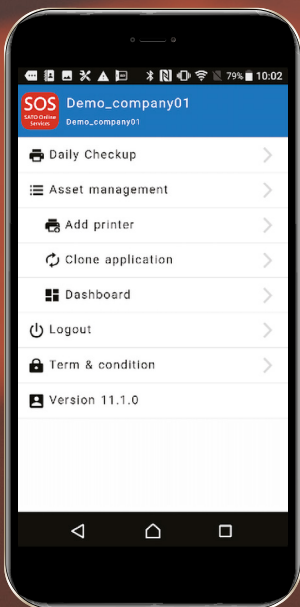 79% 10:02
SOS
SATO Online
Services
Demo_company01
Demo_company01
Daily Checkup
Asset management
Add printer
Clone application
Dashboard
Logout
Term & condition
Version 11.1.0